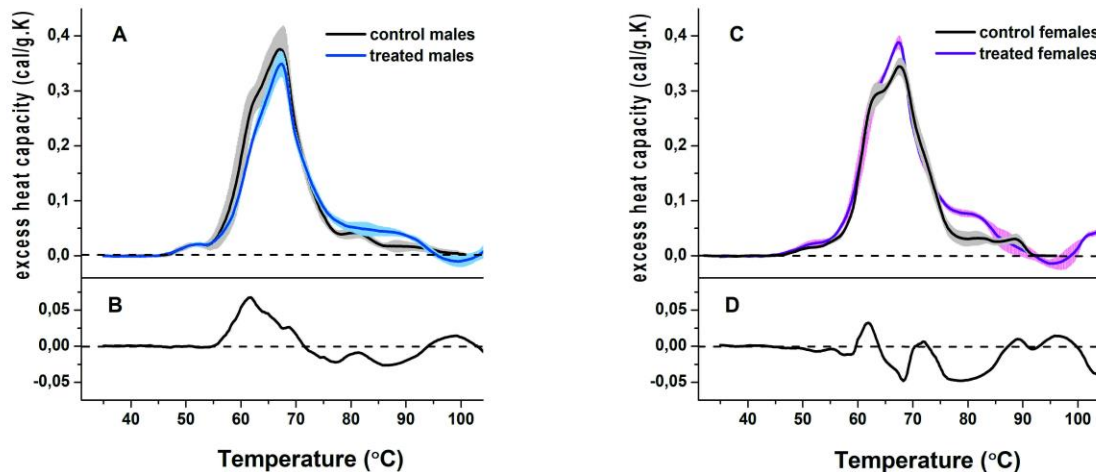 excess heat capacity (cal/g.K)
A
control males
treated males
0,4
0,3
0,2
0,1
0,0
B
0,05
0,00
-0,05
40 50 60 70 80 90 100
Temperature (°C)
excess heat capacity (cal/g.K)
C
control females
treated females
0,4
0,3
0,2
0,1
0,0
D
0,05
0,00
-0,05
40 50 60 70 80 90 100
Temperature (°C)